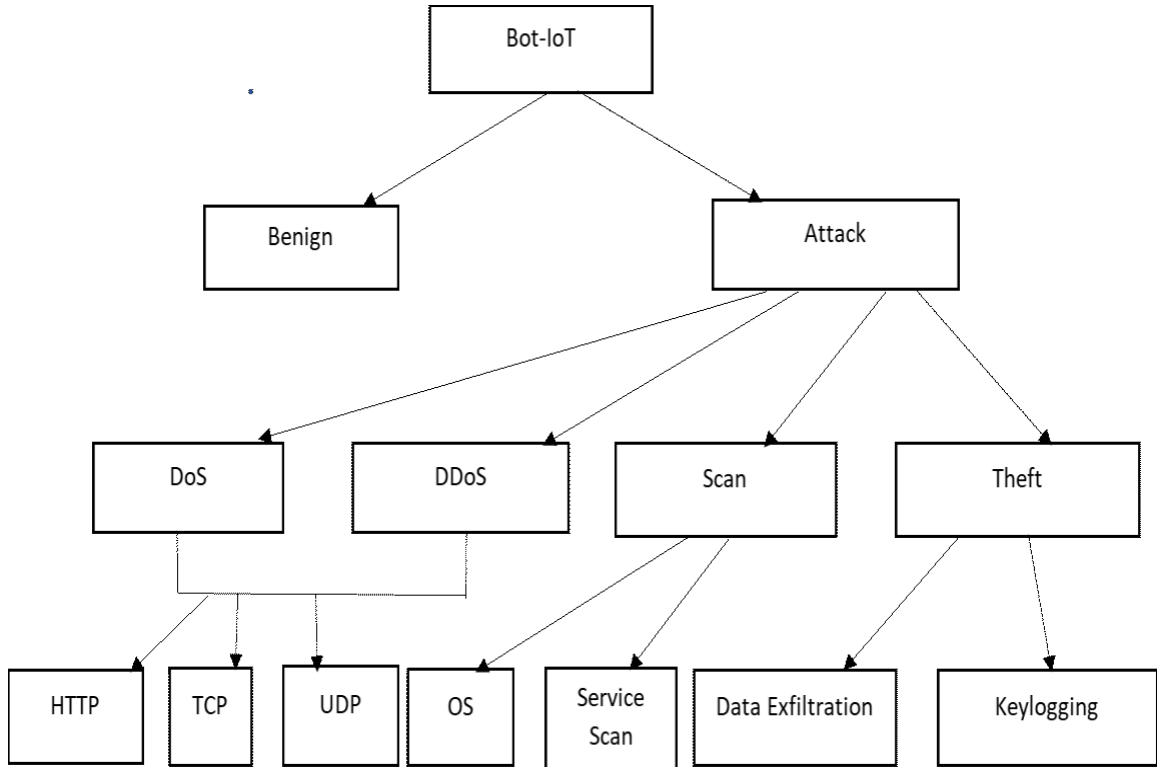 Bot-IoT
Benign
Attack
DoS
DDoS
Scan
Theft
HTTP
TCP
UDP
OS
Service
Scan
Data Exfiltration
Keylogging